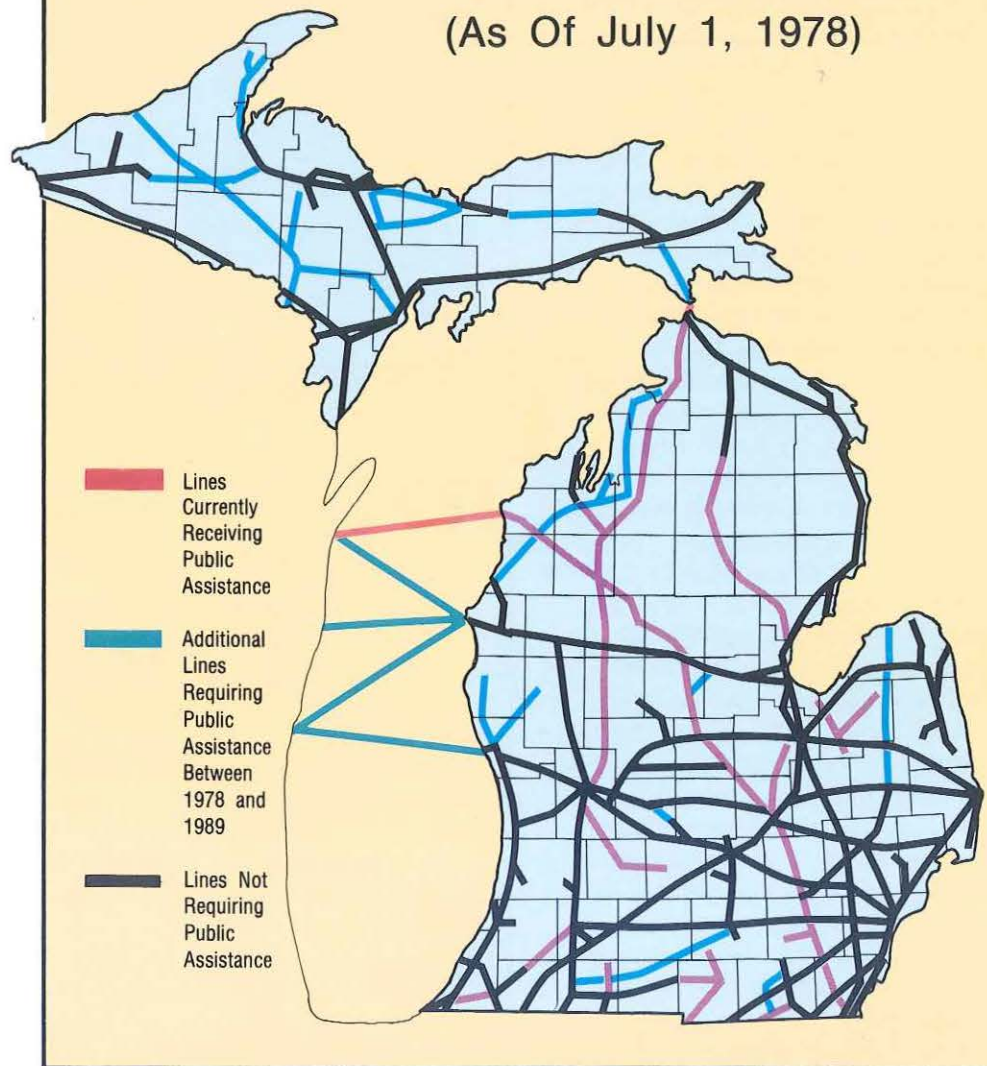 (As Of July 1, 1978)
Lines
Currently
Receiving
Public
Assistance
Additional
Lines
Requiring
Public
Assistance
Between
1978 and
1989
Lines Not
Requiring
Public
Assistance